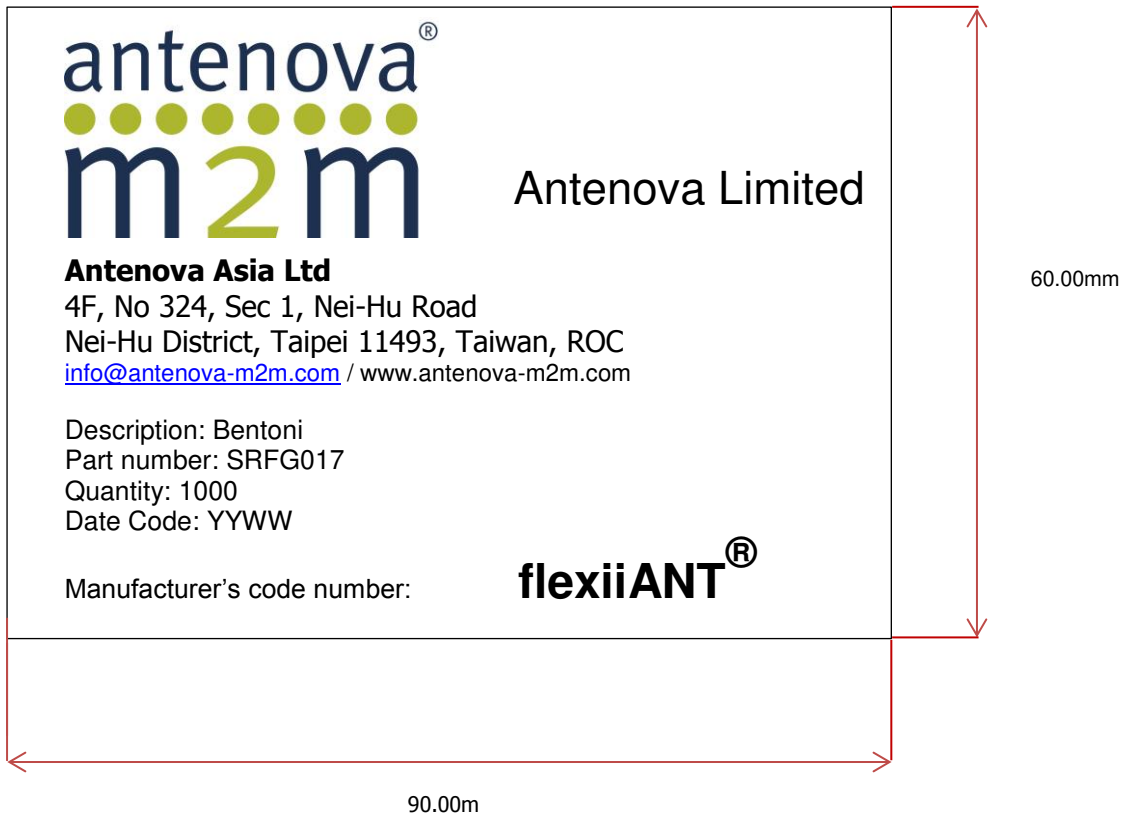 antenova®
m2m
Antenova Limited
60.00mm
Antenova Asia Ltd
4F, No 324, Sec 1, Nei-Hu Road
Nei-Hu District, Taipei 11493, Taiwan, ROC
info@antenova-m2m.com / www.antenova-m2m.com
Description: Bentoni
Part number: SRFG017
Quantity: 1000
Date Code: YYWW
Manufacturer’s code number:
flexiiANT®
90.00m